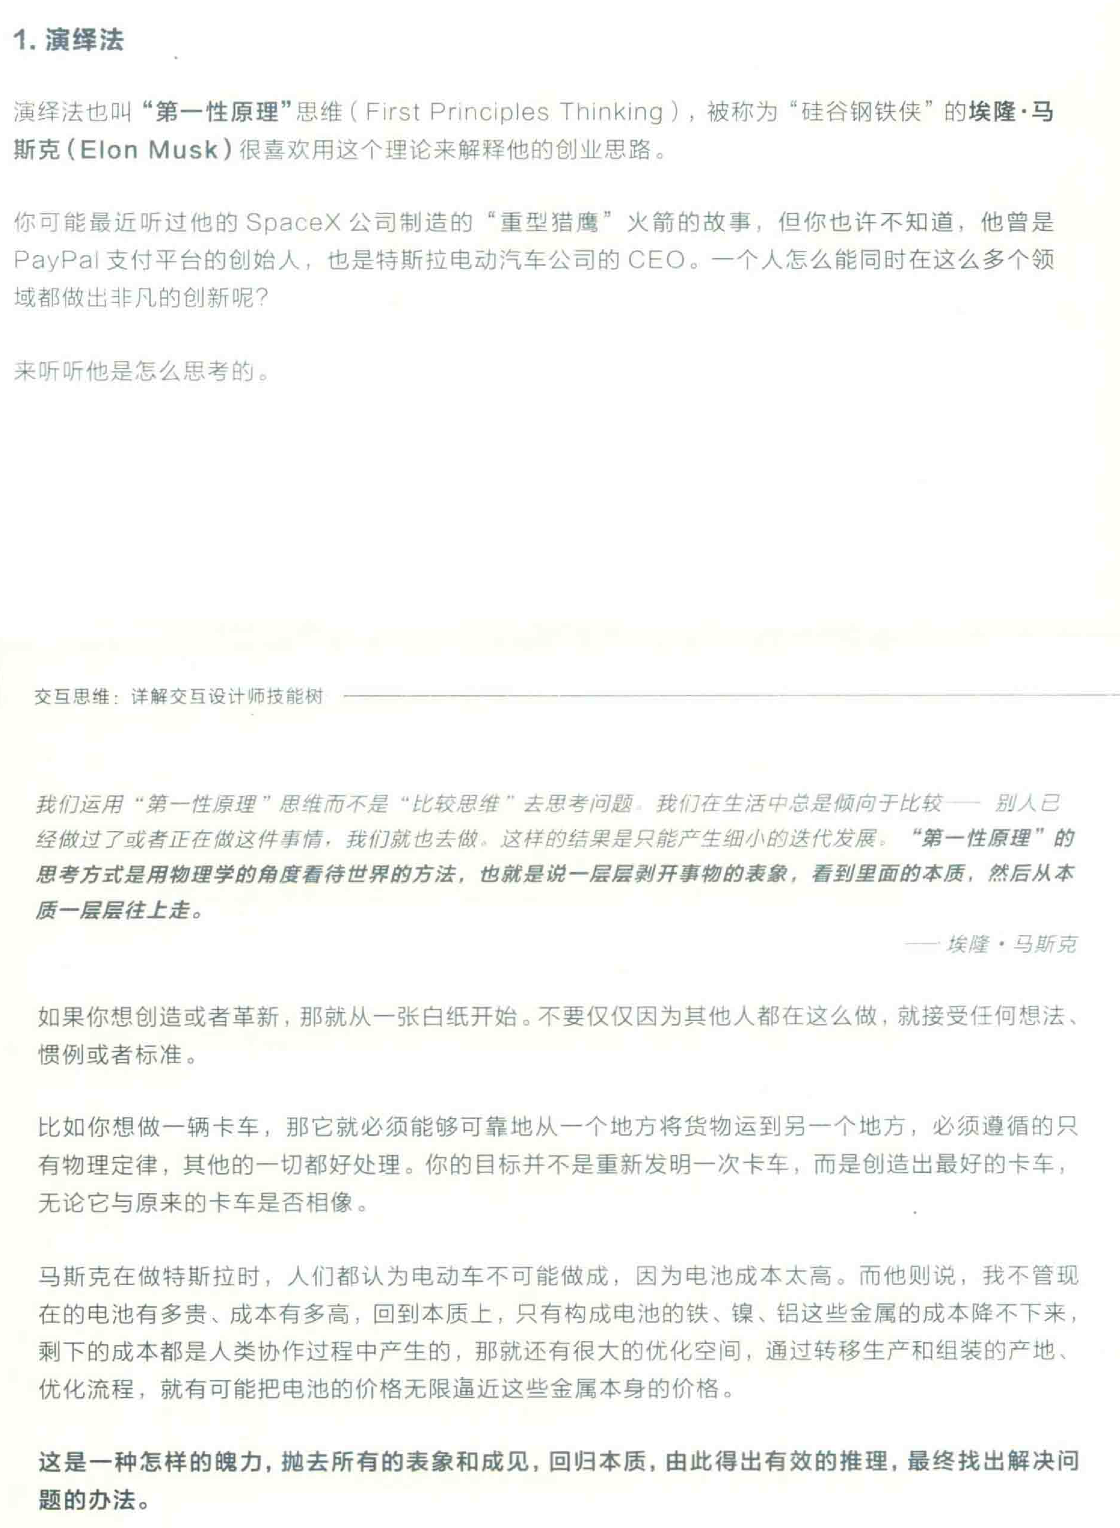 1. 演绎法
演绎法也叫“第一性原理”思维（First Principles Thinking），被称为“硅谷钢铁侠”的埃隆·马
斯克（Elon Musk）很喜欢用这个理论来解释他的创业思路。
你可能最近听过他的 SpaceX 公司制造的“重型猎鹰”火箭的故事，但你也许不知道，他曾是
PayPal 支付平台的创始人，也是特斯拉电动汽车公司的 CEO。一个人怎么能同时在这么多个领
域都做出非凡的创新呢？
来听听他是怎么思考的。
交互思维：详解交互设计师技能树
我们运用“第一性原理”思维而不是“比较思维”去思考问题。我们在生活中总是倾向于比较—— 别人已
经做过了或者正在做这件事情，我们就也去做。这样的结果是只能产生细小的迭代发展。“第一性原理”的
思考方式是用物理学的角度看待世界的方法，也就是说一层层剥开事物的表象，看到里面的本质，然后从本
质一层层往上走。
—— 埃隆·马斯克
如果你想创造或者革新，那就从一张白纸开始。不要仅仅因为其他人都在这么做，就接受任何想法、
惯例或者标准。
比如你想做一辆卡车，那它就必须能够可靠地从一个地方将货物运到另一个地方，必须遵循的只
有物理定律，其他的一切都好处理。你的目标并不是重新发明一次卡车，而是创造出最好的卡车，
无论它与原来的卡车是否相像。
马斯克在做特斯拉时，人们都认为电动车不可能做成，因为电池成本太高。而他则说，我不管现
在的电池有多贵、成本有多高，回到本质上，只有构成电池的铁、镍、铝这些金属的成本降不下来，
剩下的成本都是人类协作过程中产生的，那就还有很大的优化空间，通过转移生产和组装的产地、
优化流程，就有可能把电池的价格无限逼近这些金属本身的价格。
这是一种怎样的魄力，抛去所有的表象和成见，回归本质，由此得出有效的推理，最终找出解决问
题的办法。